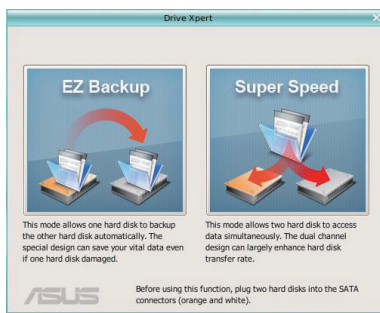 Drive Xpert
EZ Backup
Super Speed
This mode allows one hard disk to backup
the other hard disk automatically. The
special design can save your vital data even
if one hard disk damaged.
This mode allows two hard disk to access
data simultaneously. The dual channel
design can largely enhance hard disk
transfer rate.
ASUS
Before using this function, plug two hard disks into the SATA
connectors (orange and white).